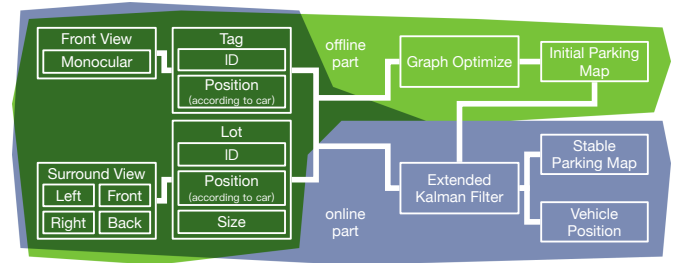 Front View
Monocular
Tag
ID
Position
(according to car)
offline
part
Graph Optimize
Initial Parking
Map
Lot
ID
Position
(according to car)
Size
Surround View
Left
Front
Right
Back
online
part
Extended
Kalman Filter
Stable
Parking Map
Vehicle
Position